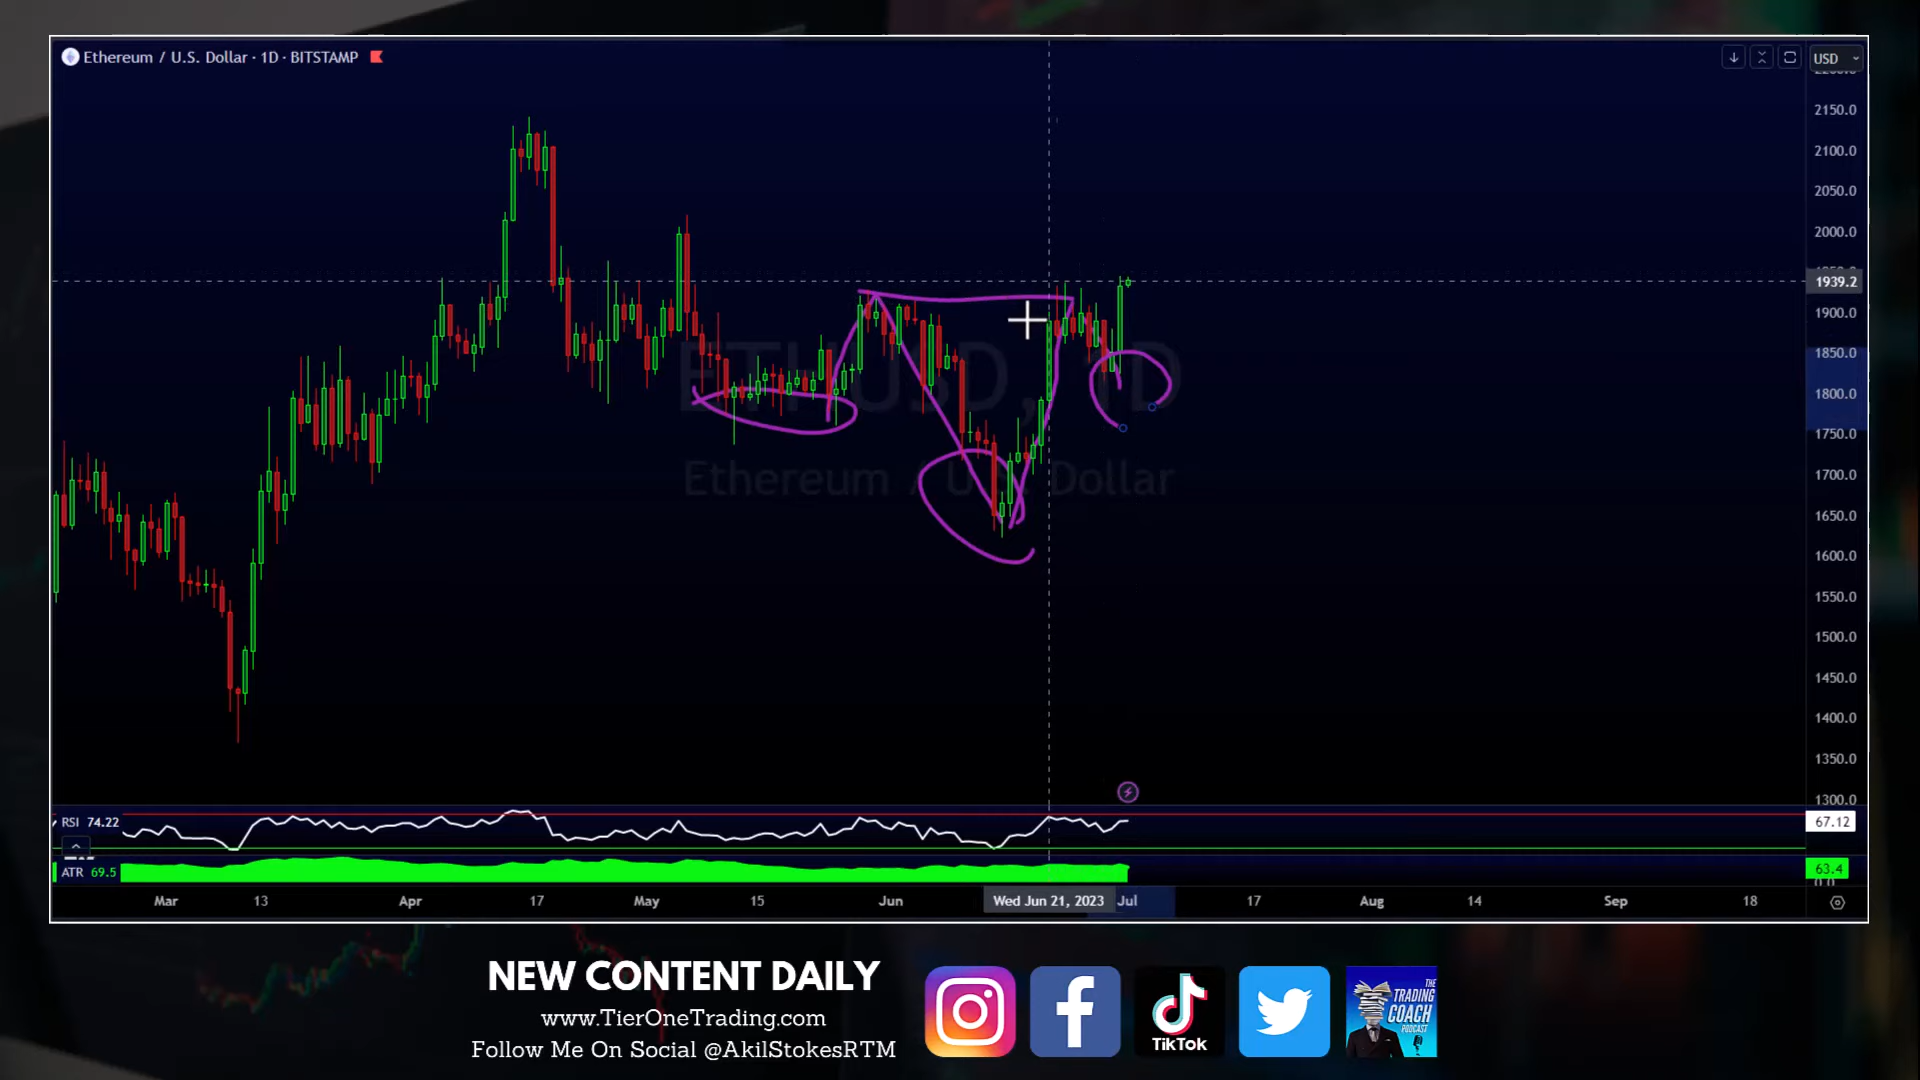 Ethereum / U.S. Dollar · 1D · BITSTAMP
USD
2150.0
2100.0
2050.0
2000.0
1939.2
1900.0
1850.0
1800.0
1750.0
1700.0
1650.0
1600.0
1550.0
1500.0
1450.0
1400.0
1350.0
1300.0
ETHUSD, 1D
Ethereum / U.S. Dollar
RSI 74.22
67.12
ATR 69.5
63.4
Mar 13 Apr 17 May 15 Jun Wed Jun 21, 2023 Jul 17 Aug 14 Sep 18
NEW CONTENT DAILY
www.TierOneTrading.com
Follow Me On Social @AkilStokesRTM
TikTok
THE
TRADING
COACH
PODCAST